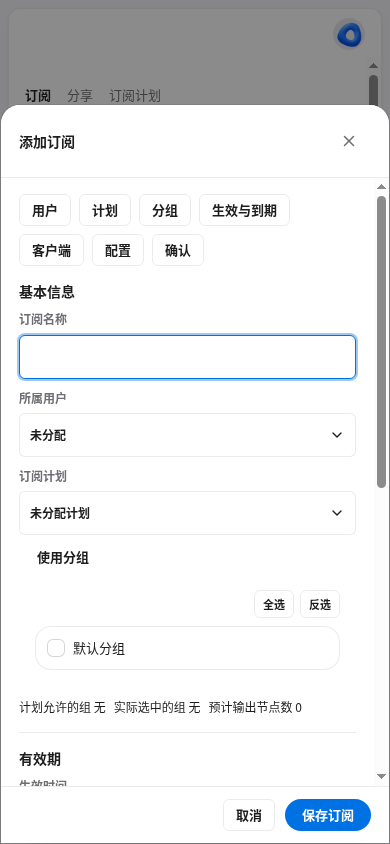 订阅 分享 订阅计划
添加订阅
用户 计划 分组 生效与到期
客户端 配置 确认
基本信息
订阅名称
所属用户
未分配
订阅计划
未分配计划
使用分组
全选 反选
默认分组
计划允许的组 无 实际选中的组 无 预计输出节点数 0
有效期
生效时间
取消 保存订阅